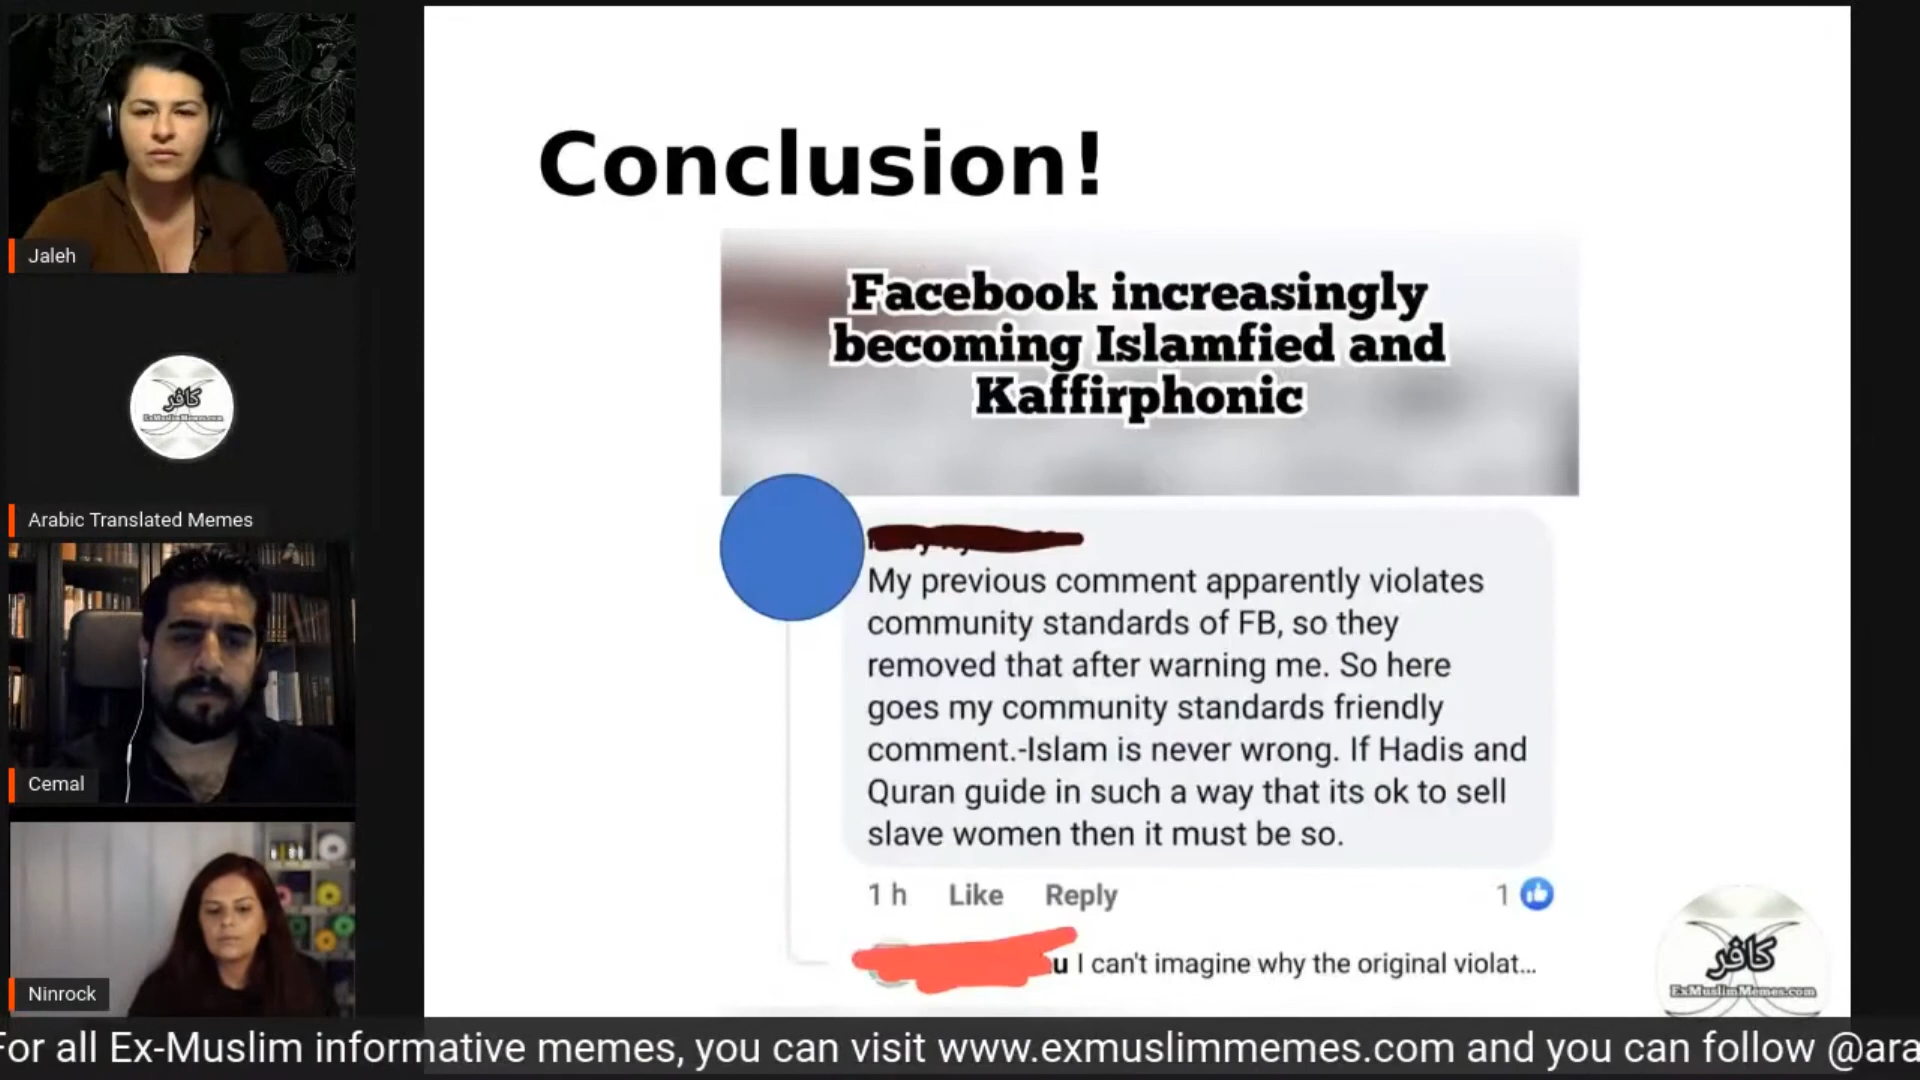 Jaleh
كافر
ExMuslimMemes.com
Arabic Translated Memes
Cemal
Ninrock
Conclusion!
Facebook increasingly
becoming Islamfied and
Kaffirphonic
My previous comment apparently violates
community standards of FB, so they
removed that after warning me. So here
goes my community standards friendly
comment.-Islam is never wrong. If Hadis and
Quran guide in such a way that its ok to sell
slave women then it must be so.
1 h Like Reply 1
u I can't imagine why the original violat...
كافر
ExMuslimMemes.com
For all Ex-Muslim informative memes, you can visit www.exmuslimmemes.com and you can follow @ara